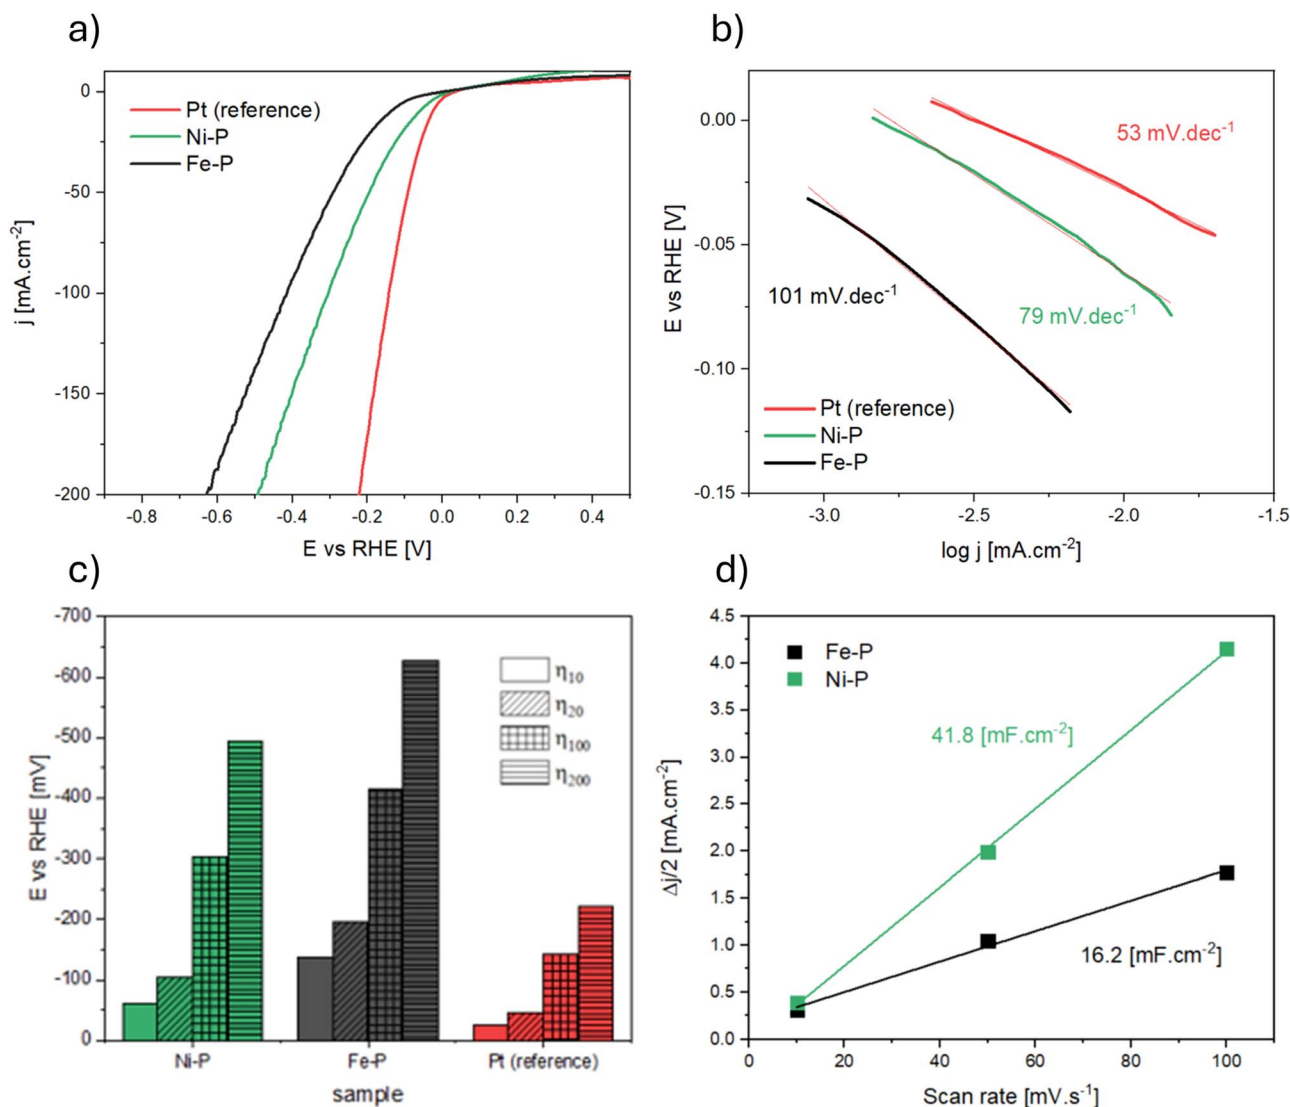 a)
0
-50
-100
-150
-200
j [mA.cm-2]
Pt (reference)
Ni-P
Fe-P
-0.8
-0.6
-0.4
-0.2
0.0
0.2
0.4
E vs RHE [V]
b)
0.00
-0.05
-0.10
-0.15
E vs RHE [V]
53 mV.dec-1
101 mV.dec-1
79 mV.dec-1
Pt (reference)
Ni-P
Fe-P
-3.0
-2.5
-2.0
-1.5
log j [mA.cm-2]
c)
-700
-600
-500
-400
-300
-200
-100
0
E vs RHE [mV]
η10
η20
η100
η200
Ni-P
Fe-P
Pt (reference)
sample
d)
4.5
4.0
3.5
3.0
2.5
2.0
1.5
1.0
0.5
0.0
Δj/2 [mA.cm-2]
Fe-P
Ni-P
41.8 [mF.cm-2]
16.2 [mF.cm-2]
0
20
40
60
80
100
Scan rate [mV.s-1]